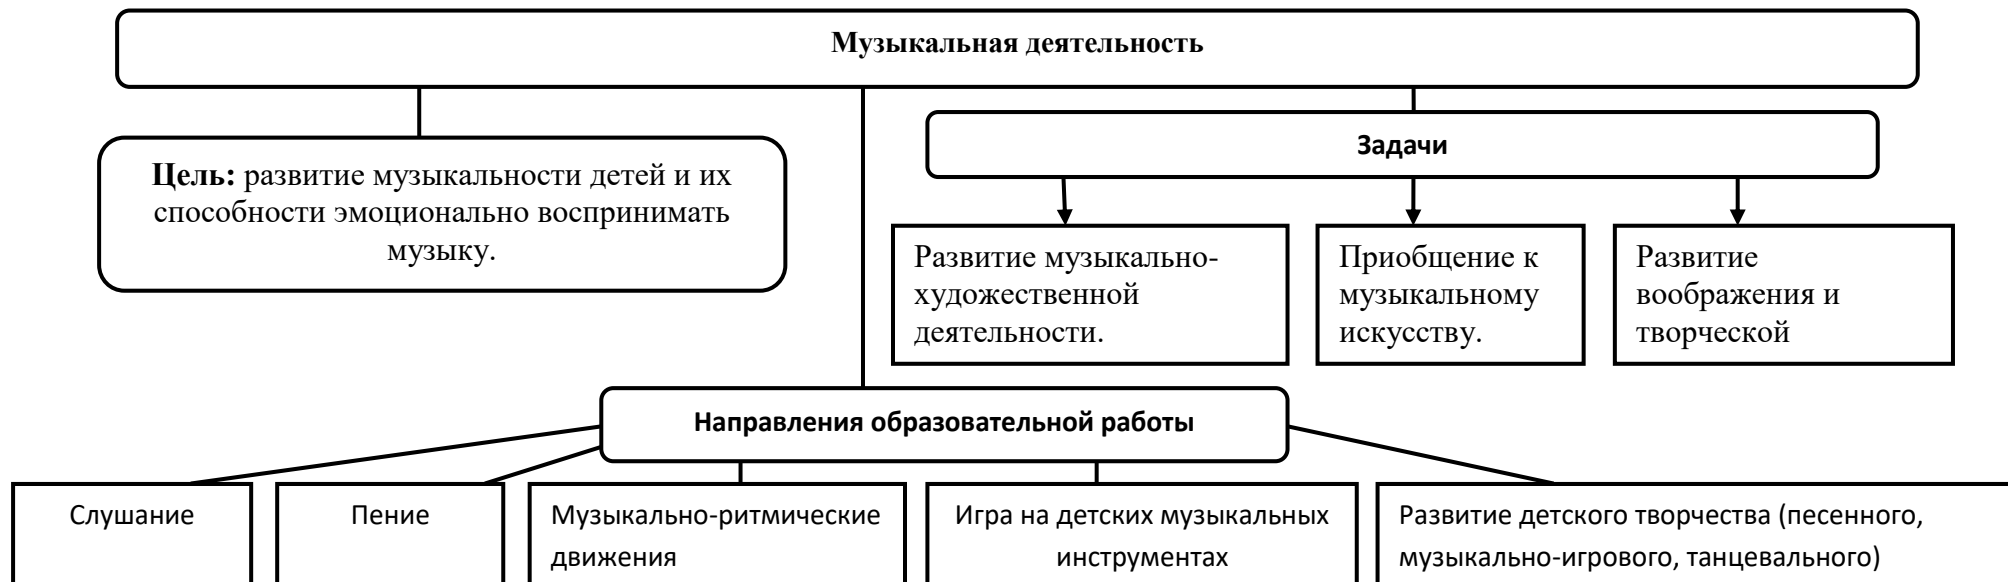 Музыкальная деятельность
Цель: развитие музыкальности детей и их
способности эмоционально воспринимать
музыку.
Задачи
Развитие музыкально-
художественной
деятельности.
Приобщение к
музыкальному
искусству.
Развитие
воображения и
творческой
Направления образовательной работы
Слушание
Пение
Музыкально-ритмические
движения
Игра на детских музыкальных
инструментах
Развитие детского творчества (песенного,
музыкально-игрового, танцевального)